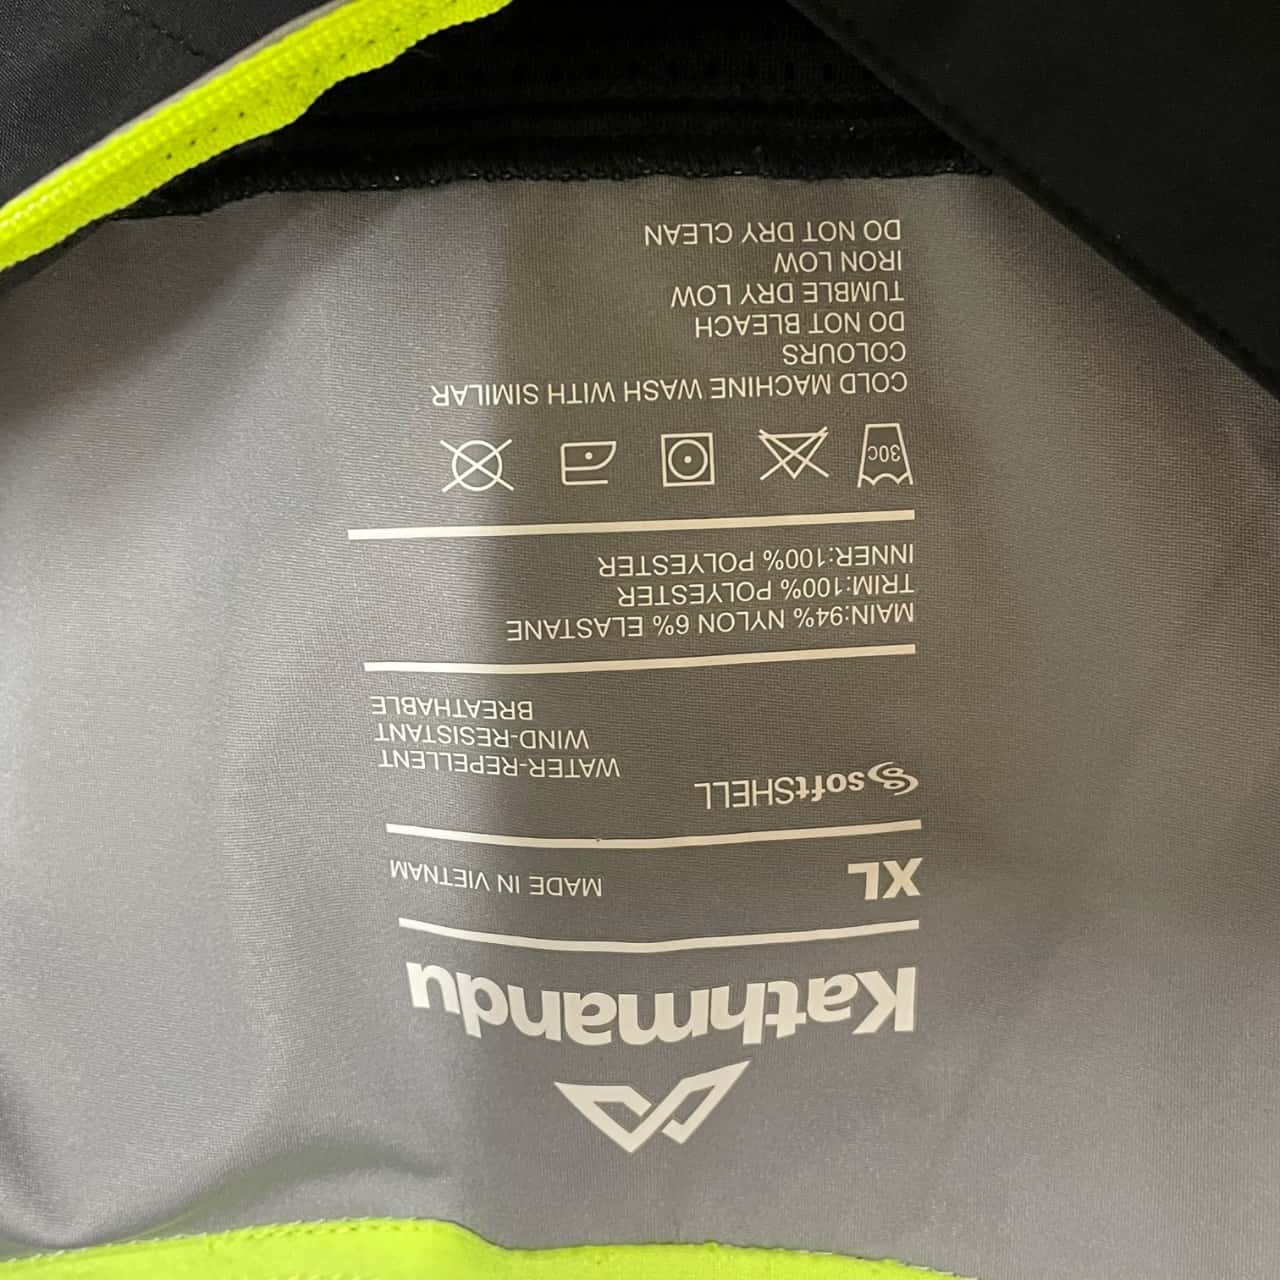 Kathmandu
XL MADE IN VIETNAM
softSHELL
WATER-REPELLENT
WIND-RESISTANT
BREATHABLE
MAIN:94% NYLON 6% ELASTANE
TRIM:100% POLYESTER
INNER:100% POLYESTER
30C
COLD MACHINE WASH WITH SIMILAR
COLOURS
DO NOT BLEACH
TUMBLE DRY LOW
IRON LOW
DO NOT DRY CLEAN